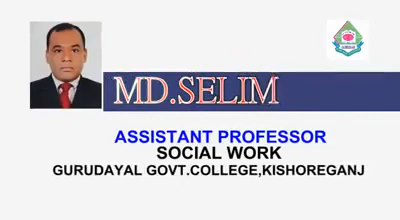 MD.SELIM
ASSISTANT PROFESSOR
SOCIAL WORK
GURUDAYAL GOVT.COLLEGE,KISHOREGANJ